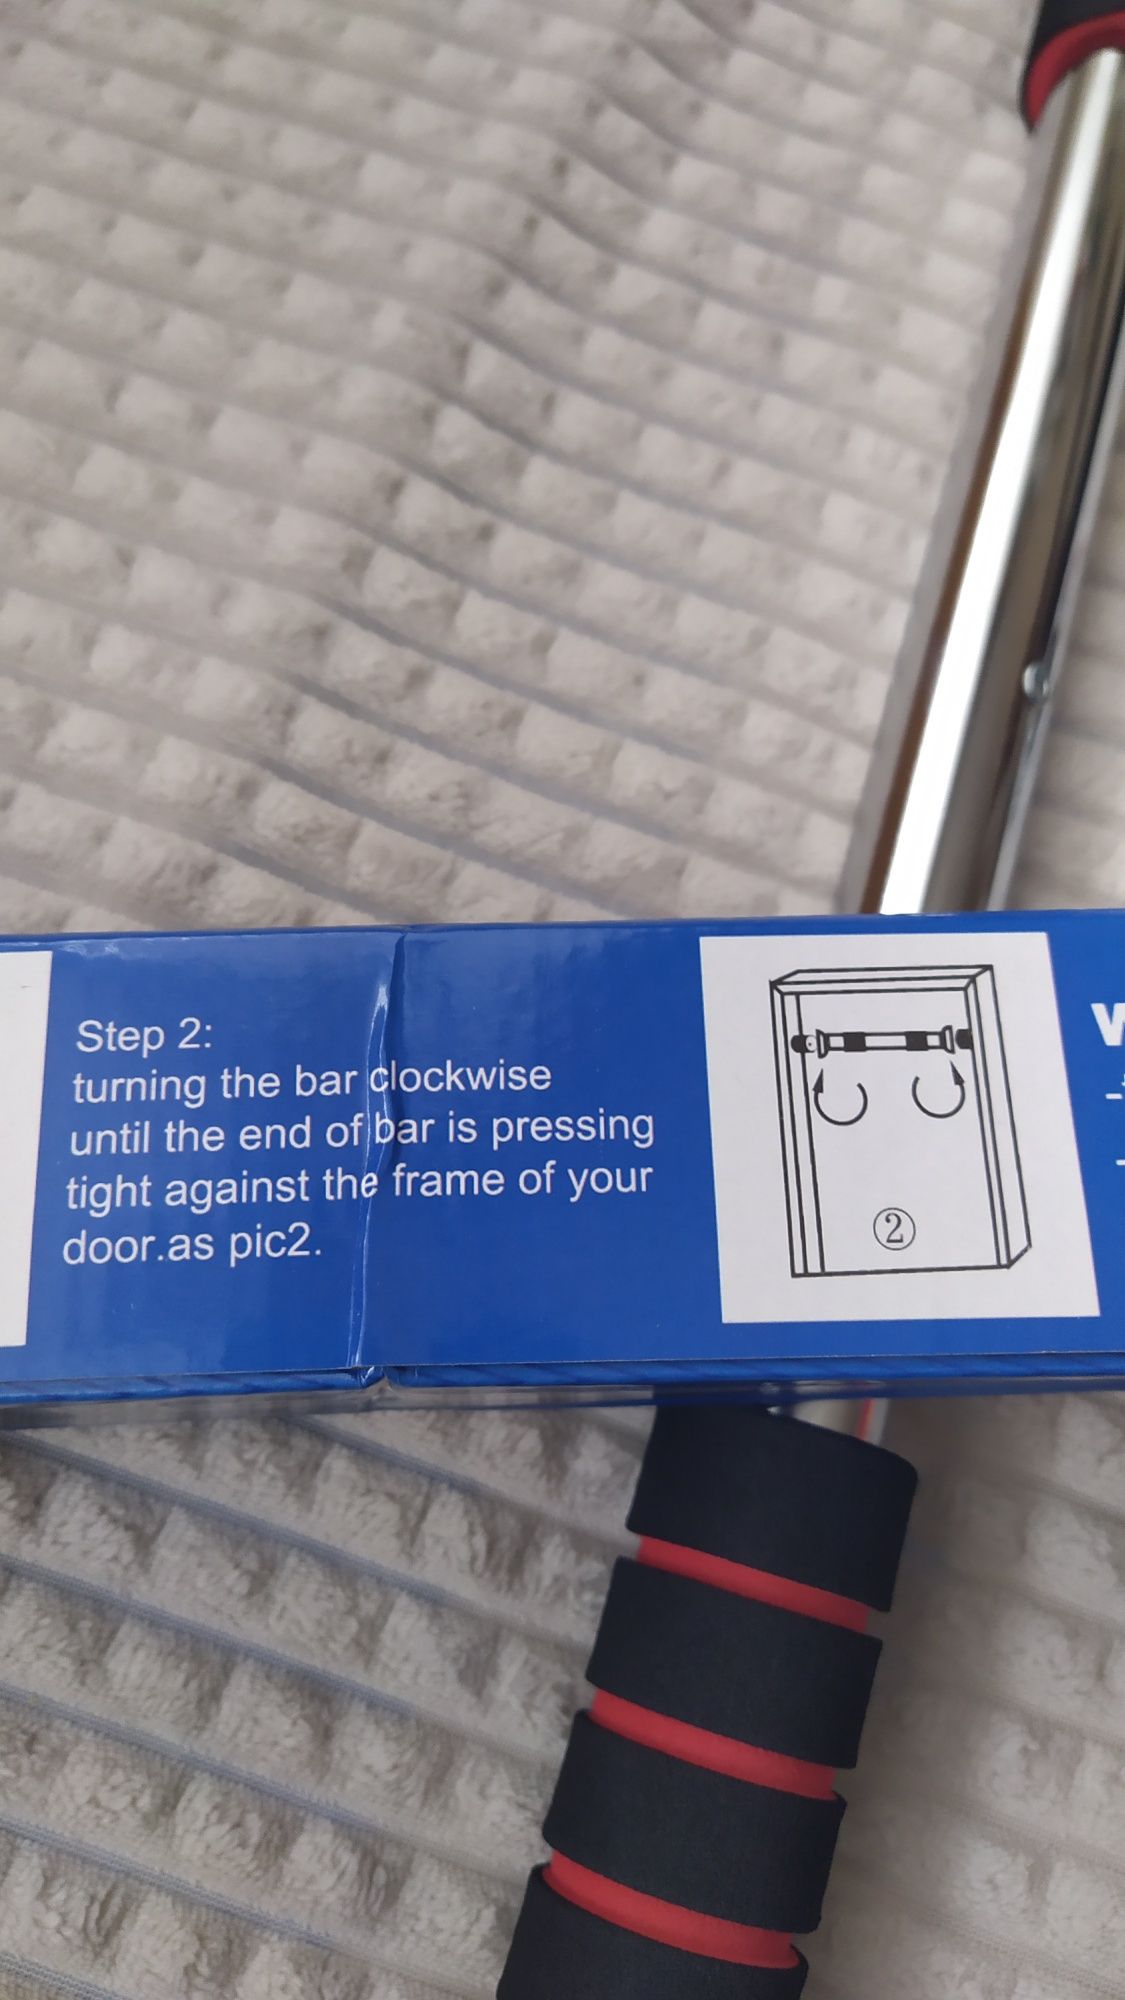 Step 2:
turning the bar clockwise
until the end of bar is pressing
tight against the frame of your
door.as pic2.
②